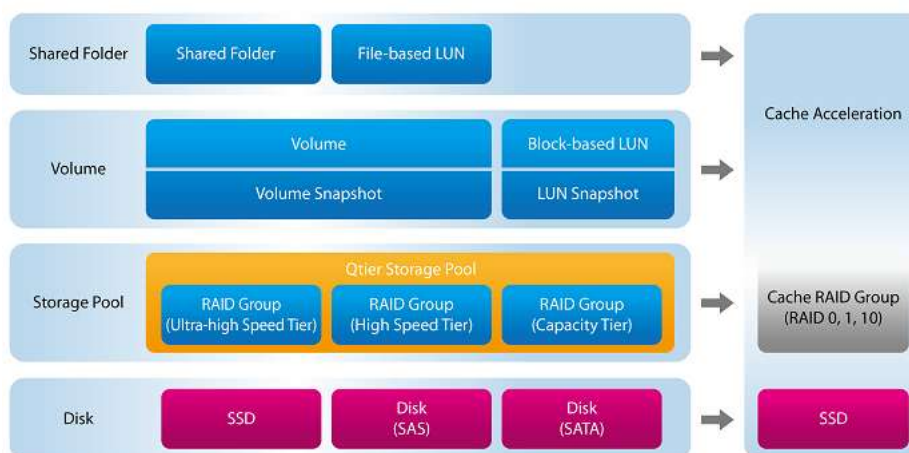 Shared Folder
Shared Folder
File-based LUN
Cache Acceleration
Volume
Volume
Block-based LUN
Volume Snapshot
LUN Snapshot
Storage Pool
Qtier Storage Pool
RAID Group
(Ultra-high Speed Tier)
RAID Group
(High Speed Tier)
RAID Group
(Capacity Tier)
Cache RAID Group
(RAID 0, 1, 10)
Disk
SSD
Disk
(SAS)
Disk
(SATA)
SSD